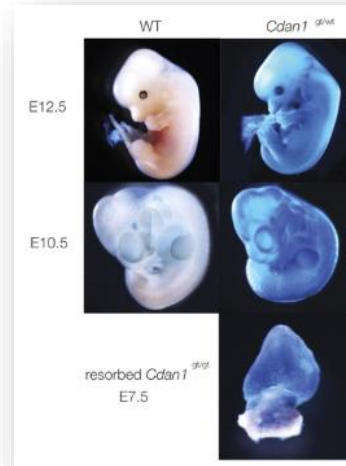 WT Cdan1 gt/wt
E12.5
E10.5
resorbed Cdan1 gt/gt
E7.5